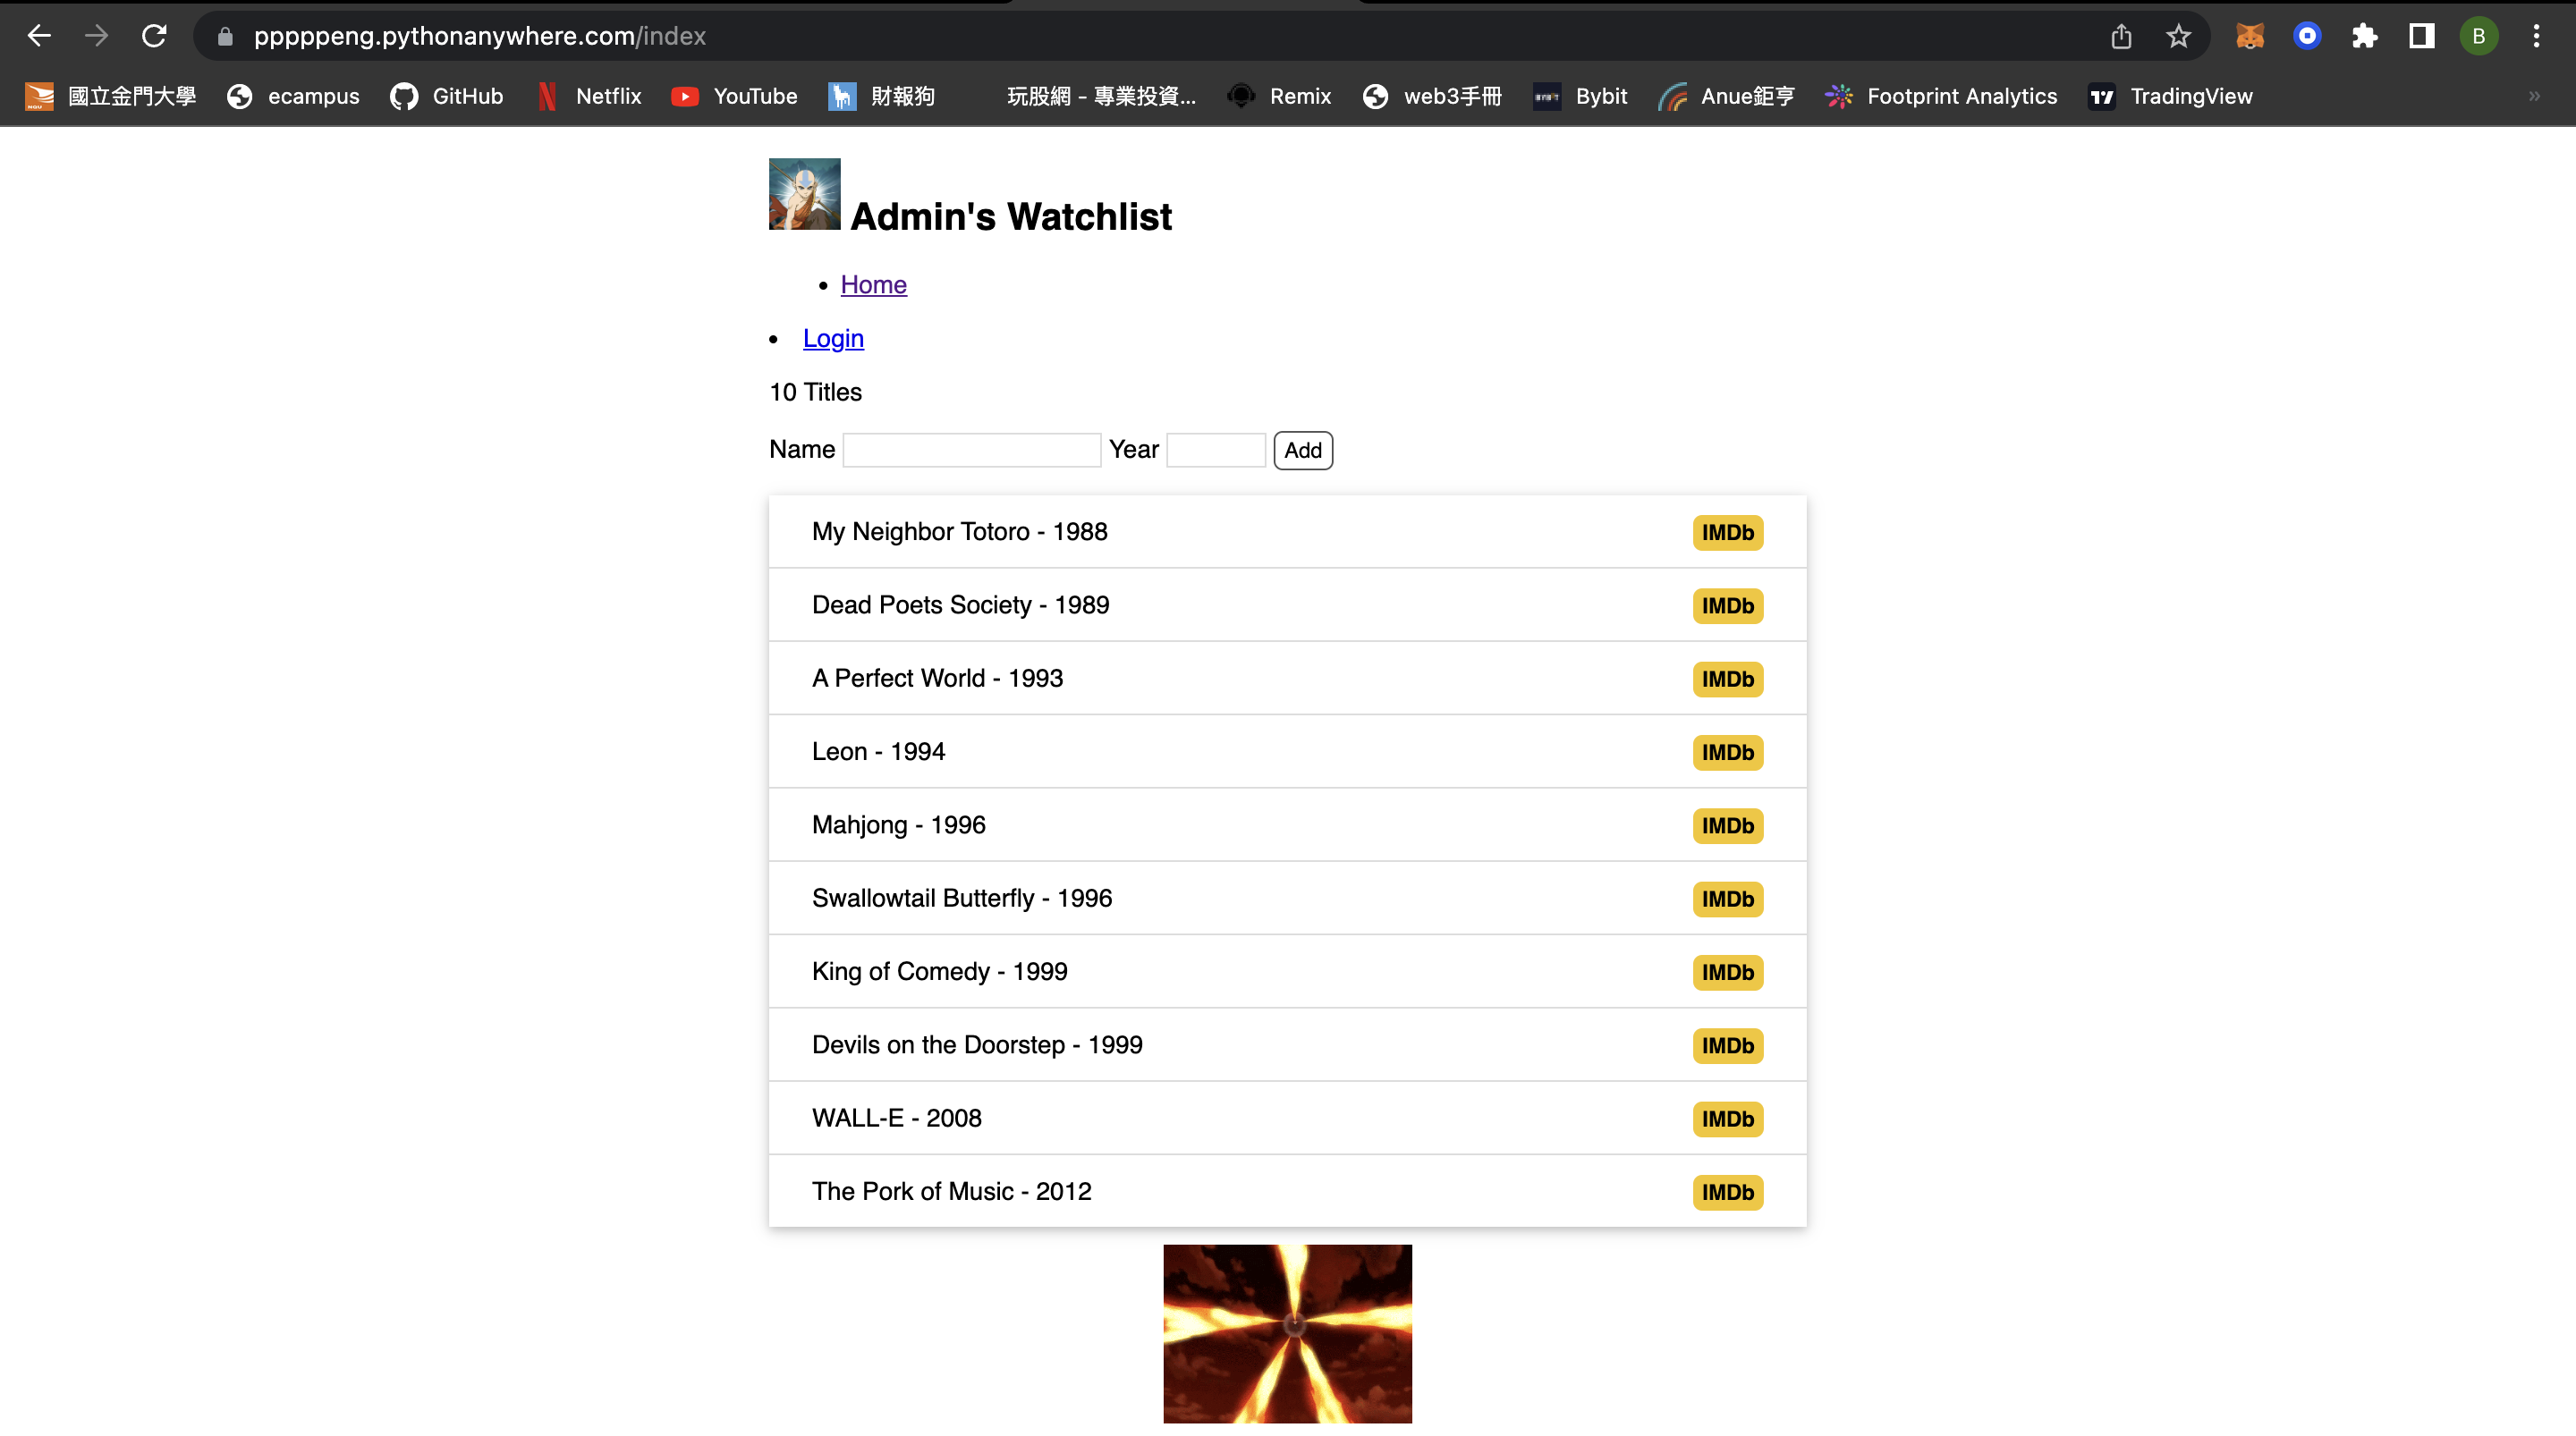 pppppeng.pythonanywhere.com/index
B
國立金門大學 ecampus GitHub Netflix YouTube 財報狗 玩股網 - 專業投資... Remix web3手冊 Bybit Anue鉅亨 Footprint Analytics TradingView »
Admin's Watchlist
• Home
• Login
10 Titles
Name Year Add
My Neighbor Totoro - 1988 IMDb
Dead Poets Society - 1989 IMDb
A Perfect World - 1993 IMDb
Leon - 1994 IMDb
Mahjong - 1996 IMDb
Swallowtail Butterfly - 1996 IMDb
King of Comedy - 1999 IMDb
Devils on the Doorstep - 1999 IMDb
WALL-E - 2008 IMDb
The Pork of Music - 2012 IMDb